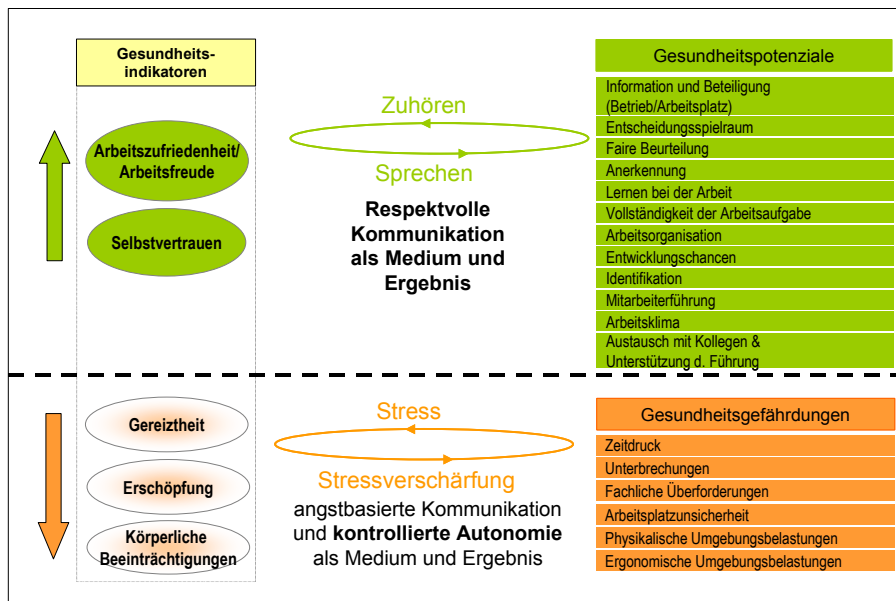 Gesundheits-
indikatoren
Arbeitszufriedenheit/
Arbeitsfreude
Selbstvertrauen
Zuhören
Sprechen
Respektvolle
Kommunikation
als Medium und
Ergebnis
Gesundheitspotenziale
Information und Beteiligung
(Betrieb/Arbeitsplatz)
Entscheidungsspielraum
Faire Beurteilung
Anerkennung
Lernen bei der Arbeit
Vollständigkeit der Arbeitsaufgabe
Arbeitsorganisation
Entwicklungschancen
Identifikation
Mitarbeiterführung
Arbeitsklima
Austausch mit Kollegen &
Unterstützung d. Führung
Gereiztheit
Erschöpfung
Körperliche
Beeinträchtigungen
Stress
Stressverschärfung
angstbasierte Kommunikation
und kontrollierte Autonomie
als Medium und Ergebnis
Gesundheitsgefährdungen
Zeitdruck
Unterbrechungen
Fachliche Überforderungen
Arbeitsplatzunsicherheit
Physikalische Umgebungsbelastungen
Ergonomische Umgebungsbelastungen